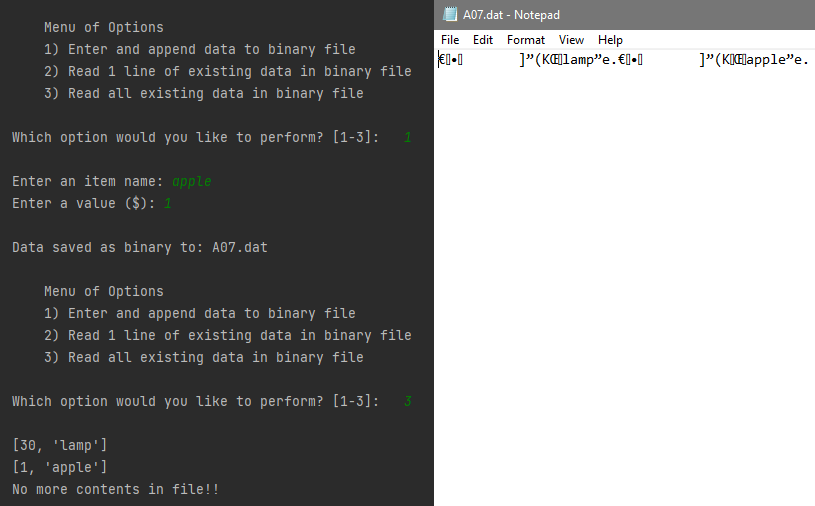 Menu of Options
1) Enter and append data to binary file
2) Read 1 line of existing data in binary file
3) Read all existing data in binary file
Which option would you like to perform? [1-3]: 1
Enter an item name: apple
Enter a value ($): 1
Data saved as binary to: A07.dat
Menu of Options
1) Enter and append data to binary file
2) Read 1 line of existing data in binary file
3) Read all existing data in binary file
Which option would you like to perform? [1-3]: 3
[30, 'lamp']
[1, 'apple']
No more contents in file!!
A07.dat - Notepad
File Edit Format View Help
€▯•▯ ]”(KŒ▯lamp”e.€▯•▯ ]”(K▯Œ▯apple”e.